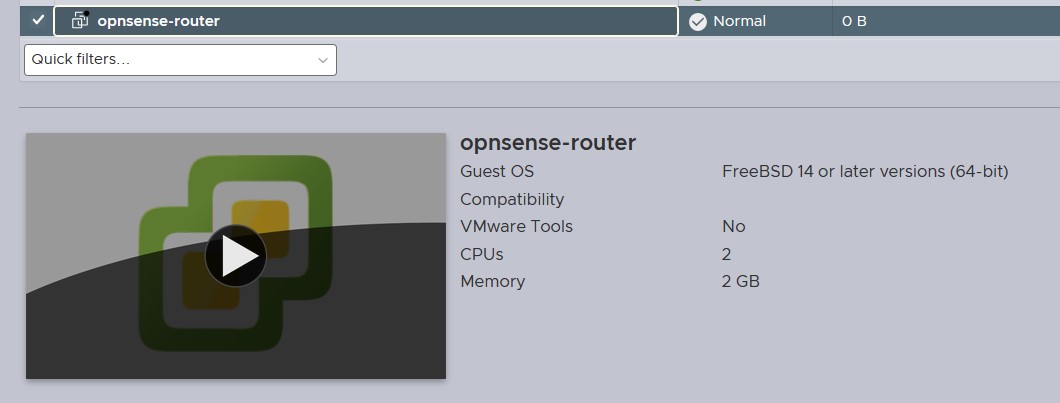 opnsense-router Normal 0 B
Quick filters...
opnsense-router
Guest OS FreeBSD 14 or later versions (64-bit)
Compatibility
VMware Tools No
CPUs 2
Memory 2 GB